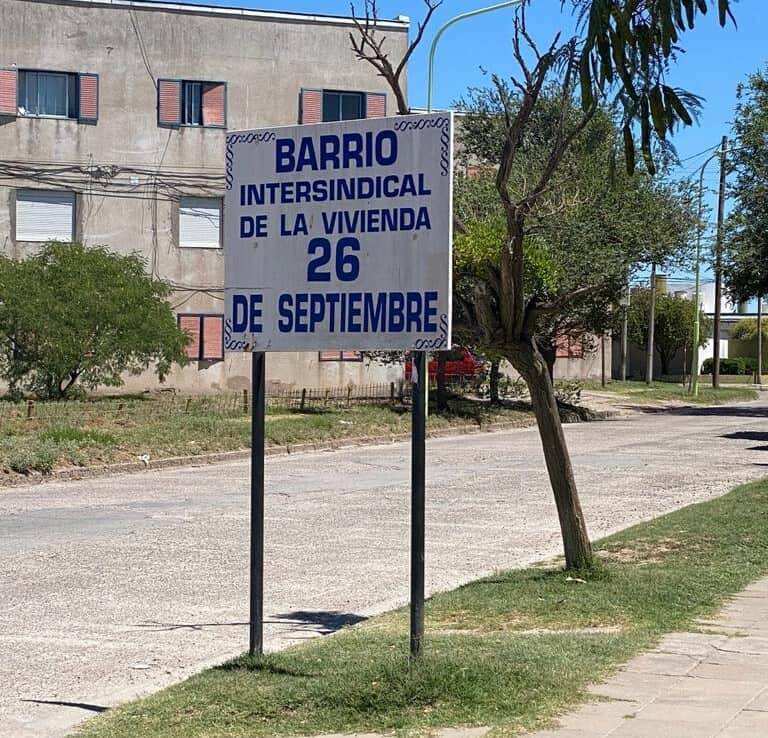 BARRIO
INTERSINDICAL
DE LA VIVIENDA
26
DE SEPTIEMBRE